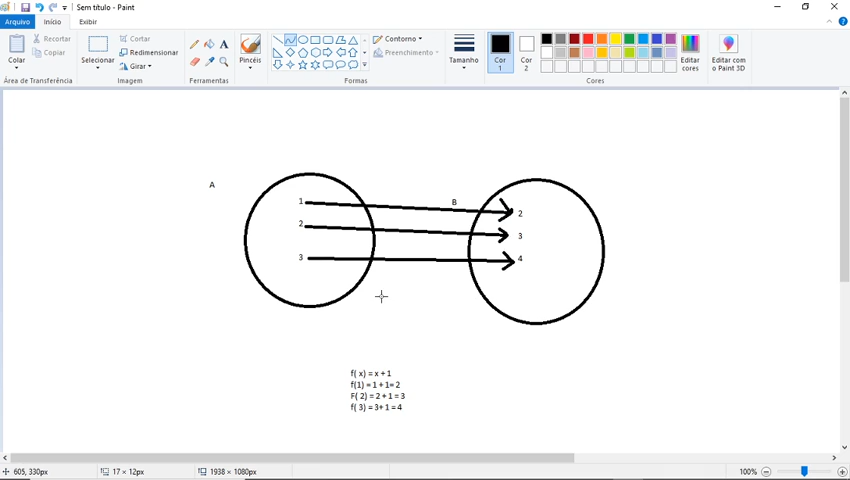 Sem título - Paint
Arquivo Início Exibir
Colar
Recortar
Copiar
Área de Transferência
Selecionar
Cortar
Redimensionar
Girar
Imagem
A
Ferramentas
Pincéis
Contorno
Preenchimento
Formas
Tamanho
Cor 1
Cor 2
Editar cores
Cores
Editar com o Paint 3D
A
B
1
2
3
2
3
4
f( x) = x + 1
f(1) = 1 + 1= 2
F( 2) = 2 + 1 = 3
f( 3) = 3+ 1 = 4
605, 330px 17 × 12px 1938 × 1080px 100%